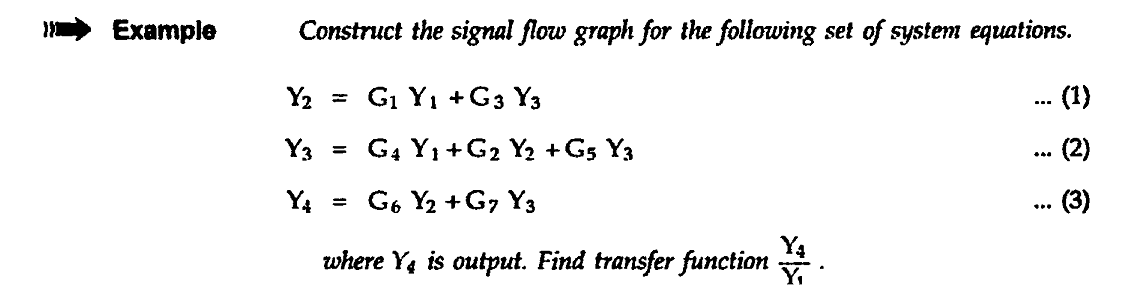 Example Construct the signal flow graph for the following set of system equations.
Y₂ = G₁ Y₁ + G₃ Y₃ ... (1)
Y₃ = G₄ Y₁ + G₂ Y₂ + G₅ Y₃ ... (2)
Y₄ = G₆ Y₂ + G₇ Y₃ ... (3)
where Y₄ is output. Find transfer function Y₄/Y₁ .